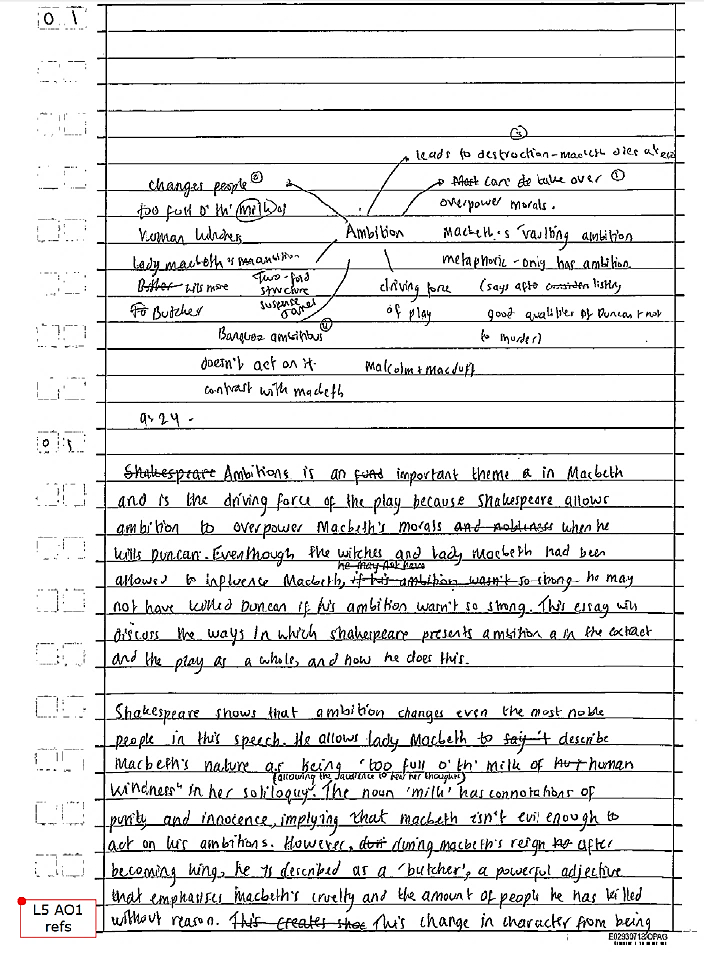 0 1
③
leads to destruction - macbeth dies at end
changes people ②
~~Most~~ can ~~do~~ take over ①
overpower morals.
too full o' th' milk of
human kindness
Ambition
Macbeth's 'vaulting ambition
lady macbeth's
metaphoric - only has ambition.
kills more
Two-fold
structure
suspense
driving force
of play
(says after listing
To Butcher
good qualities of Duncan + not
to murder)
Banquo ambitious ④
doesn't act on it.
contrast with macbeth
Malcolm + Macduff
9:24 -
0 1
~~Shakespeare~~ Ambitions is an ~~fund~~ important theme a in Macbeth
and is the driving force of the play because Shakespeare allows
ambition to overpower Macbeth's morals ~~and nobliness~~ when he
kills Duncan. Eventhough the witches and Lady Macbeth had been
~~he may not have~~
allowed to influence Macbeth, ~~if his ambition wasn't so strong~~ - he may
not have killed Duncan if his ambition wasn't so strong. This essay will
discuss the ways in which shakespeare presents ambition a in the extract
and the play as a whole, and how he does this.
Shakespeare shows that ambition changes even the most noble
people in this speech. He allows lady Macbeth to ~~say it~~ describe
Macbeth's nature as being 'too full o' th' milk of ~~hu~~ human
(allowing the audience to hear her thoughts)
kindness" in her soliloquy. The noun 'milk' has connotations of
purity and innocence, implying that macbeth isn't evil enough to
act on his ambitions. However, ~~dur~~ during macbeth's reign after
becoming king, he is described as a 'butcher', a powerful adjective
that emphasises Macbeth's cruelty and the amount of people he has killed
without reason. ~~This creates~~ This change in character from being
L5 AO1
refs